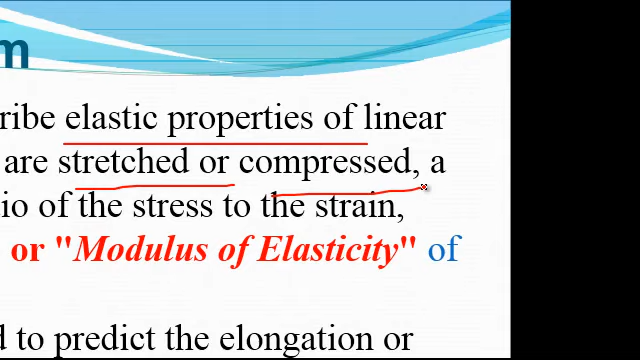 m
ribe elastic properties of linear
are stretched or compressed, a
io of the stress to the strain,
or "Modulus of Elasticity" of
d to predict the elongation or